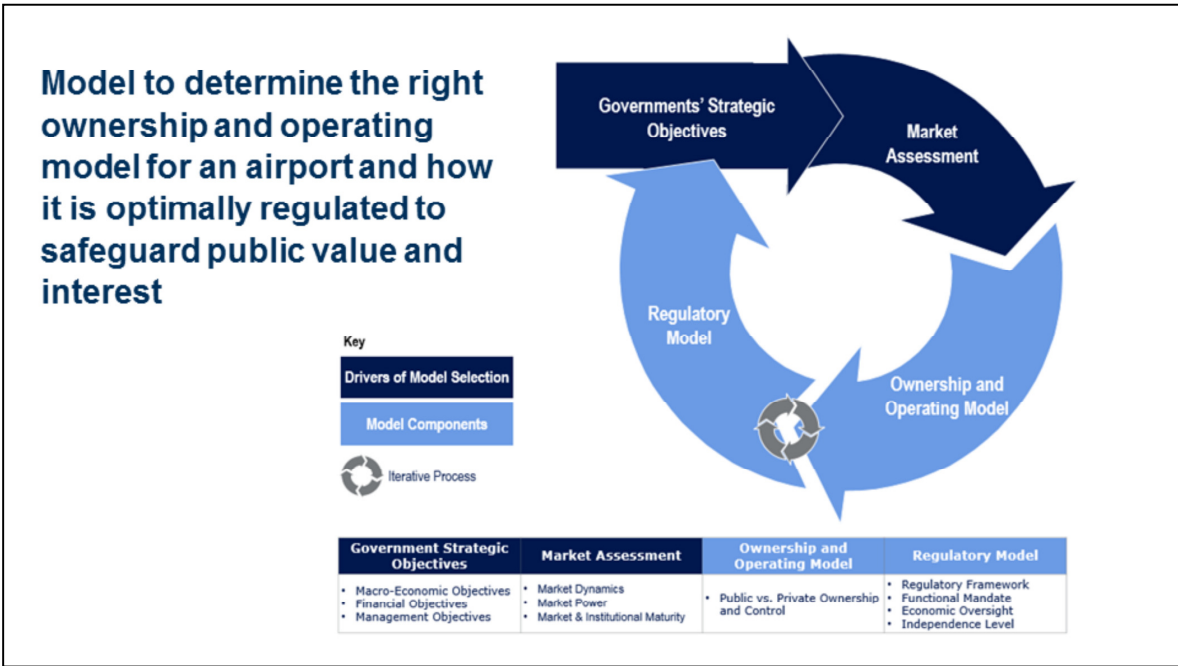 Model to determine the right
ownership and operating
model for an airport and how
it is optimally regulated to
safeguard public value and
interest
Governments' Strategic
Objectives
Market
Assessment
Regulatory
Model
Ownership and
Operating Model
Key
Drivers of Model Selection
Model Components
Iterative Process
Government Strategic
Objectives
• Macro-Economic Objectives
• Financial Objectives
• Management Objectives
Market Assessment
• Market Dynamics
• Market Power
• Market & Institutional Maturity
Ownership and
Operating Model
• Public vs. Private Ownership
and Control
Regulatory Model
• Regulatory Framework
• Functional Mandate
• Economic Oversight
• Independence Level